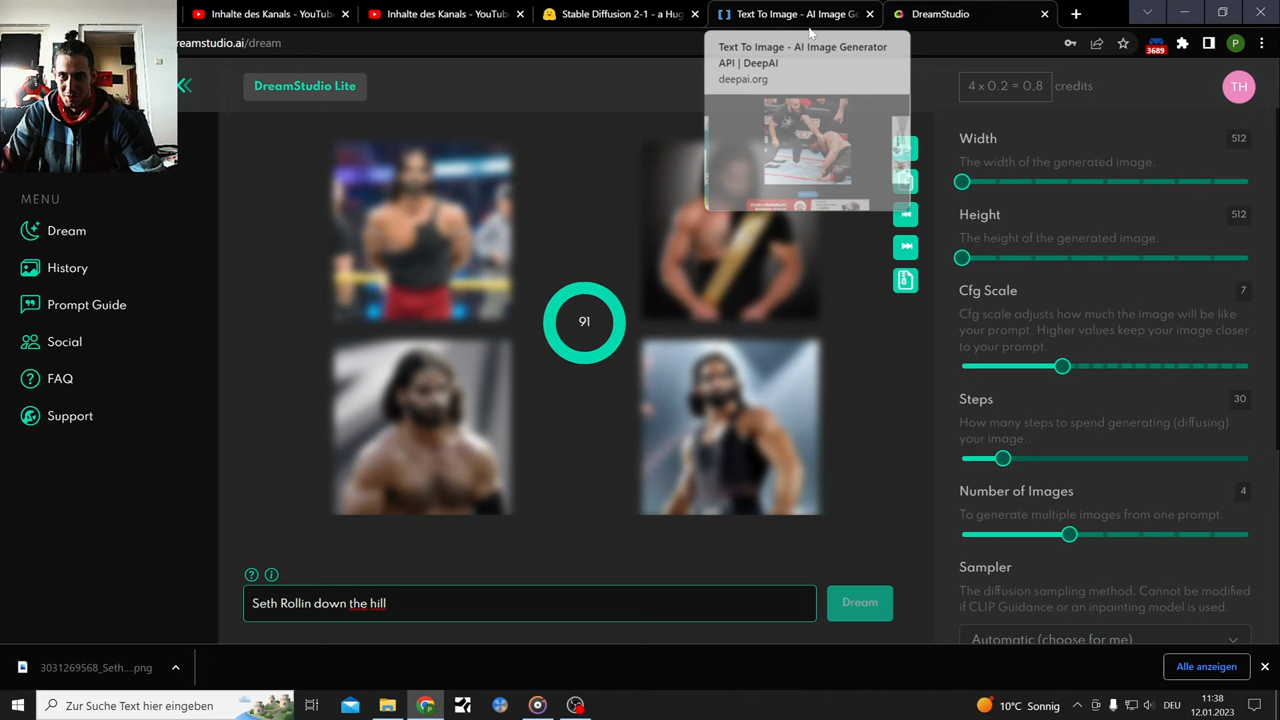 Inhalte des Kanals - YouTub
Inhalte des Kanals - YouTub
Stable Diffusion 2-1 - a Hug
Text To Image - AI Image Ge
DreamStudio
reamstudio.ai/dream
3689
P
Text To Image - AI Image Generator
API | DeepAI
deepai.org
DreamStudio Lite
4 x 0.2 = 0,8
credits
TH
MENU
Dream
History
Prompt Guide
Social
FAQ
Support
91
Width
512
The width of the generated image.
Height
512
The height of the generated image.
Cfg Scale
7
Cfg scale adjusts how much the image will be like
your prompt. Higher values keep your image closer
to your prompt.
Steps
30
How many steps to spend generating (diffusing)
your image.
Number of Images
4
To generate multiple images from one prompt.
Sampler
The diffusion sampling method. Cannot be modified
if CLIP Guidance or an inpainting model is used.
Automatic (choose for me)
Seth Rollin down the hill
Dream
3031269568_Seth....png
Alle anzeigen
Zur Suche Text hier eingeben
10°C Sonnig
DEU
11:38
12.01.2023